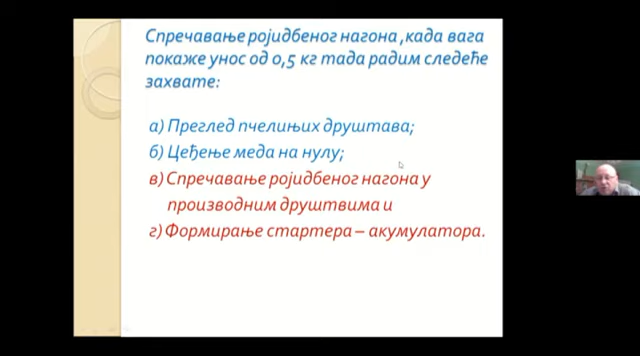 Спречавање ројидбеног нагона ,када вага
покаже унос од 0,5 кг тада радим следеће
захвате:
а) Преглед пчелињих друштава;
б) Цеђење меда на нулу;
в) Спречавање ројидбеног нагона у
производним друштвима и
г) Формирање стартера – акумулатора.